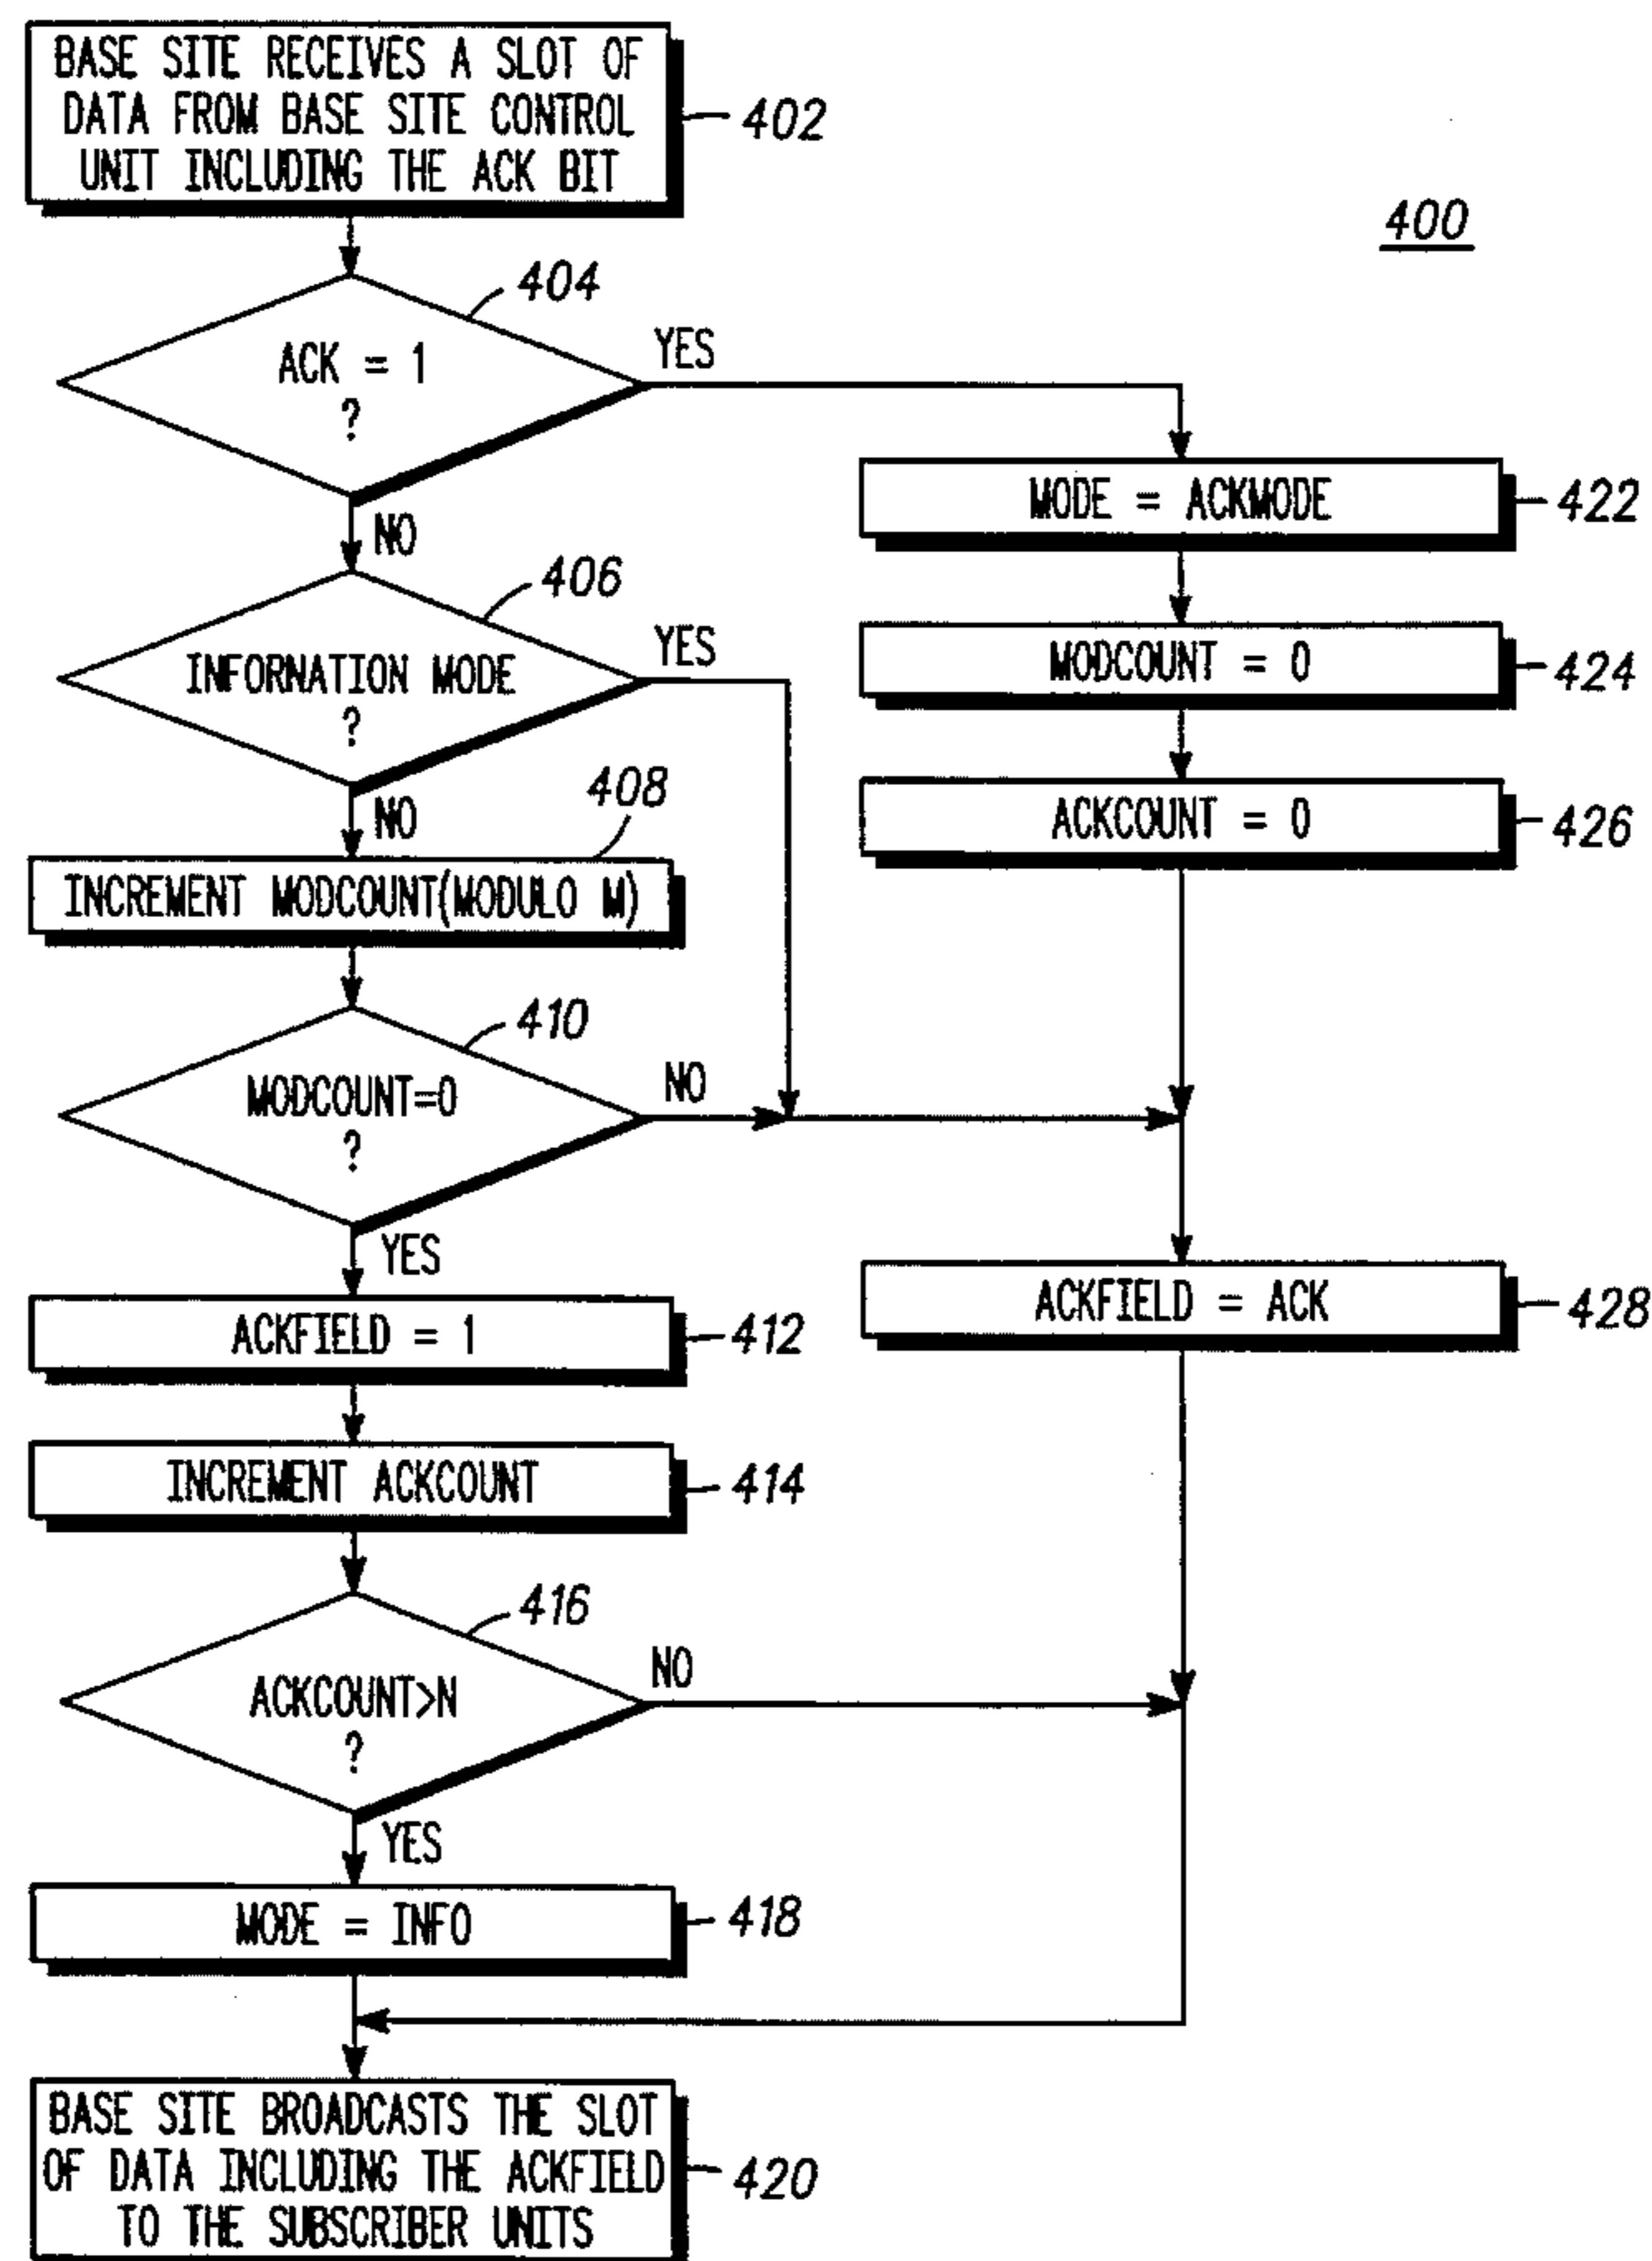 BASE SITE RECEIVES A SLOT OF
DATA FROM BASE SITE CONTROL
UNIT INCLUDING THE ACK BIT
402
400
404
ACK = 1
?
YES
NO
MODE = ACKMODE
422
406
INFORNATION MODE
?
YES
NO
MODCOUNT = 0
424
408
INCREMENT MODCOUNT(MODULO M)
ACKCOUNT = 0
426
410
MODCOUNT=0
?
NO
YES
ACKFIELD = 1
412
ACKFIELD = ACK
428
INCREMENT ACKCOUNT
414
416
ACKCOUNT>N
?
NO
YES
MODE = INFO
418
BASE SITE BROADCASTS THE SLOT
OF DATA INCLUDING THE ACKFIELD
TO THE SUBSCRIBER UNITS
420